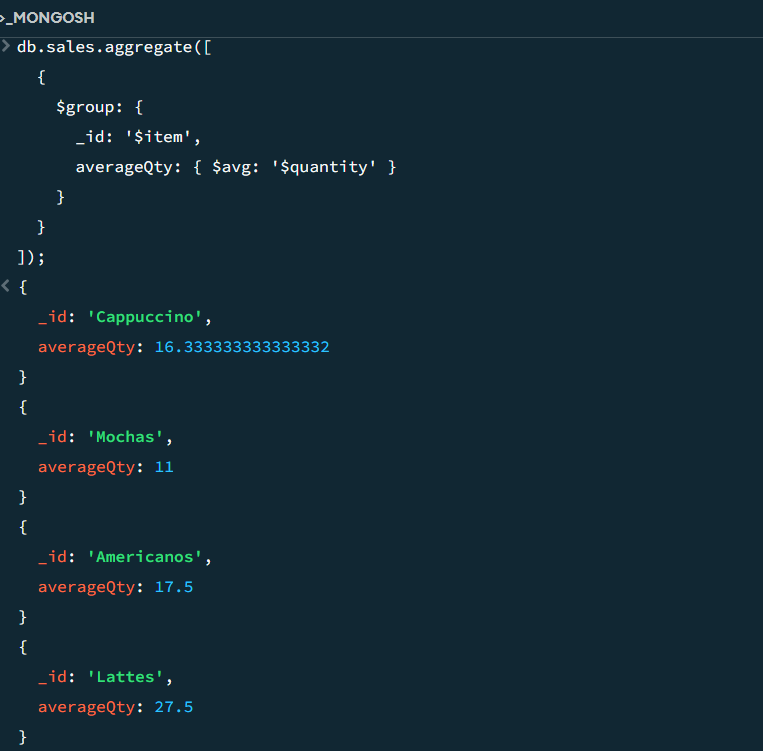 >_MONGOSH
> db.sales.aggregate([
{
$group: {
_id: '$item',
averageQty: { $avg: '$quantity' }
}
}
]);
< {
_id: 'Cappuccino',
averageQty: 16.333333333333332
}
{
_id: 'Mochas',
averageQty: 11
}
{
_id: 'Americanos',
averageQty: 17.5
}
{
_id: 'Lattes',
averageQty: 27.5
}